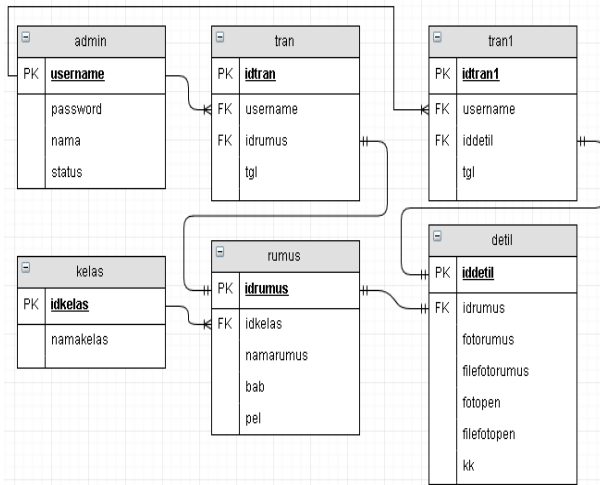 admin
PK username
password
nama
status
tran
PK idtran
FK username
FK idrumus
tgl
tran1
PK idtran1
FK username
FK iddetil
tgl
kelas
PK idkelas
namakelas
rumus
PK idrumus
FK idkelas
namarumus
bab
pel
detil
PK iddetil
FK idrumus
fotorumus
filefotorumus
fotopen
filefotopen
kk